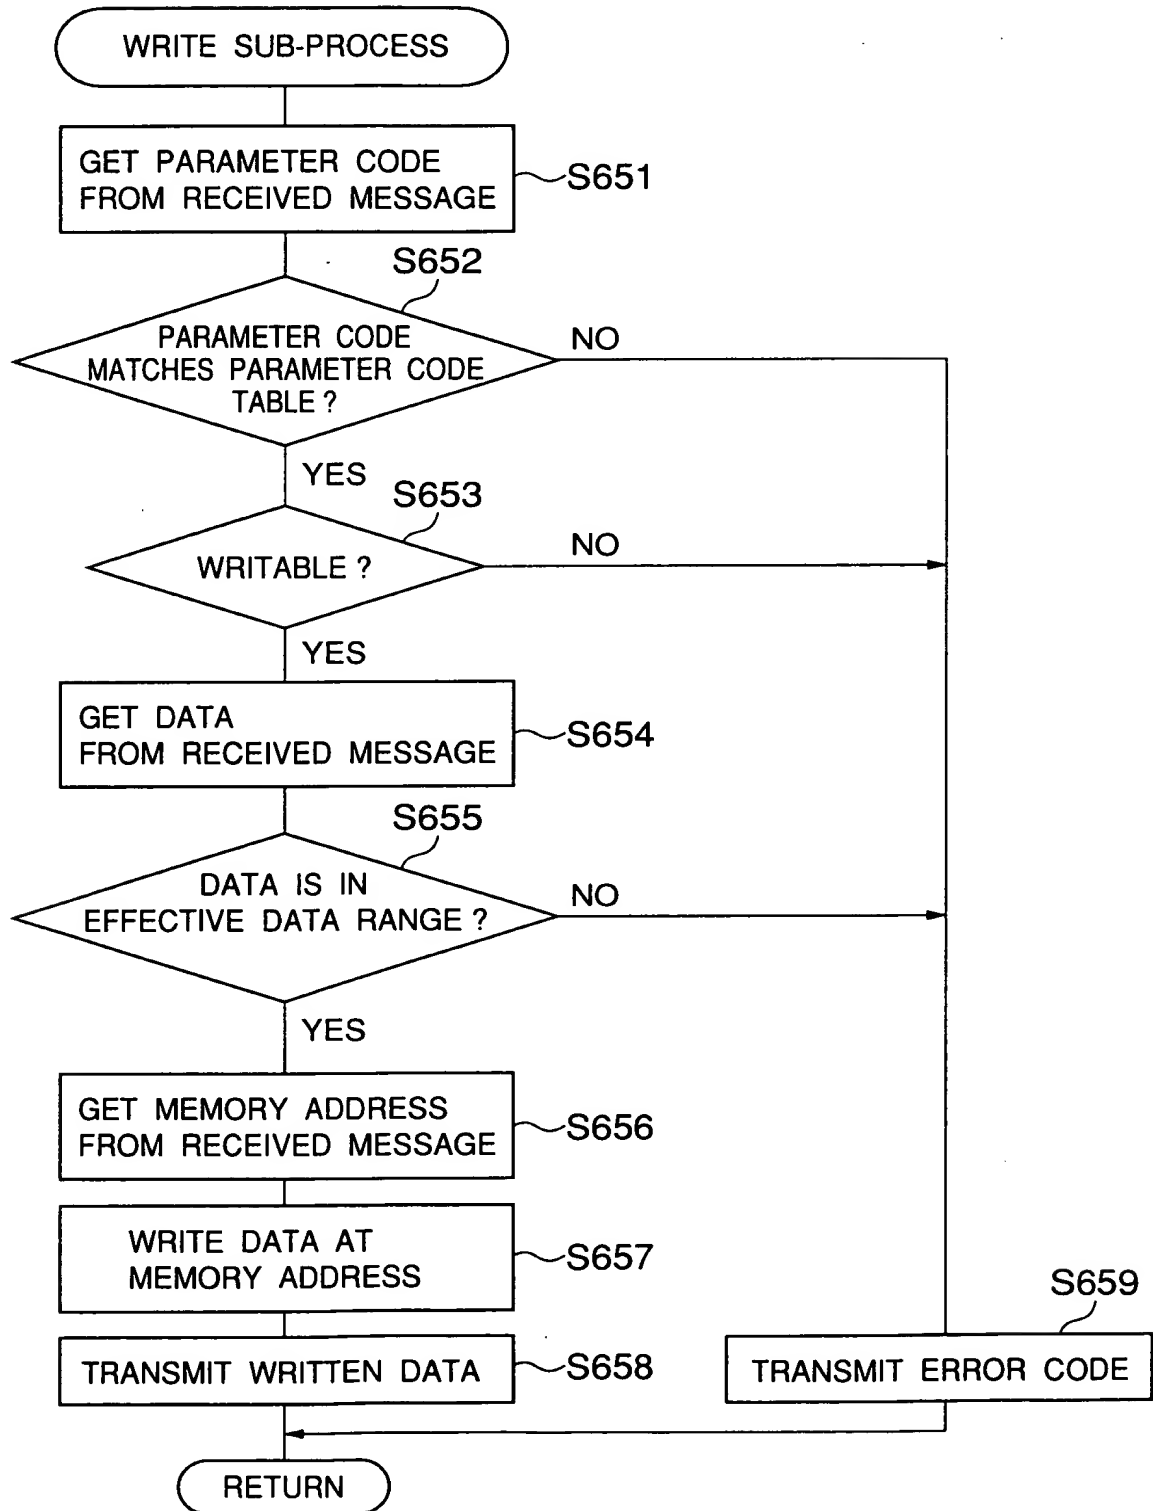 WRITE SUB-PROCESS
GET PARAMETER CODE
FROM RECEIVED MESSAGE
S651
S652
PARAMETER CODE
MATCHES PARAMETER CODE
TABLE ?
NO
YES
S653
WRITABLE ?
NO
YES
GET DATA
FROM RECEIVED MESSAGE
S654
S655
DATA IS IN
EFFECTIVE DATA RANGE ?
NO
YES
GET MEMORY ADDRESS
FROM RECEIVED MESSAGE
S656
WRITE DATA AT
MEMORY ADDRESS
S657
S659
TRANSMIT WRITTEN DATA
S658
TRANSMIT ERROR CODE
RETURN